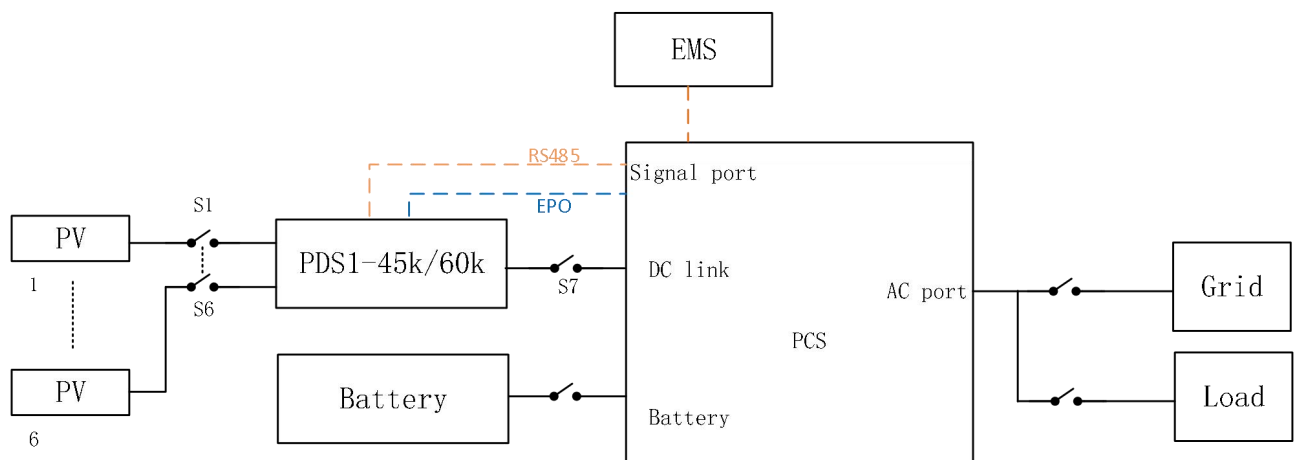 EMS
RS485
Signal port
EPO
S1
PV
1
PDS1-45k/60k
S6
S7
DC link
AC port
Grid
PCS
PV
6
Battery
Battery
Load